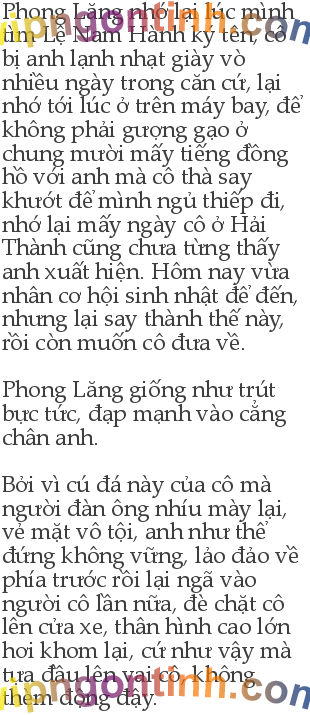 Phong Lăng nhớ lại lúc mình
tìm Lệ Nam Hành ký tên, cô
bị anh lạnh nhạt giày vò
nhiều ngày trong căn cứ, lại
nhớ tới lúc ở trên máy bay, để
không phải gượng gạo ở
chung mười mấy tiếng đồng
hồ với anh mà cô thà say
khướt để mình ngủ thiếp đi,
nhớ lại mấy ngày cô ở Hải
Thành cũng chưa từng thấy
anh xuất hiện. Hôm nay vừa
nhân cơ hội sinh nhật để đến,
nhưng lại say thành thế này,
rồi còn muốn cô đưa về.
Phong Lăng giống như trút
bực tức, đạp mạnh vào cẳng
chân anh.
Bởi vì cú đá này của cô mà
người đàn ông nhíu mày lại,
vẻ mặt vô tội, anh như thể
đứng không vững, lảo đảo về
phía trước rồi lại ngã vào
người cô lần nữa, đè chặt cô
lên cửa xe, thân hình cao lớn
hơi khom lại, cứ như vậy mà
tựa đầu lên vai cô, không
thèm động đậy.
vipngontinh.com
vipngontinh.com